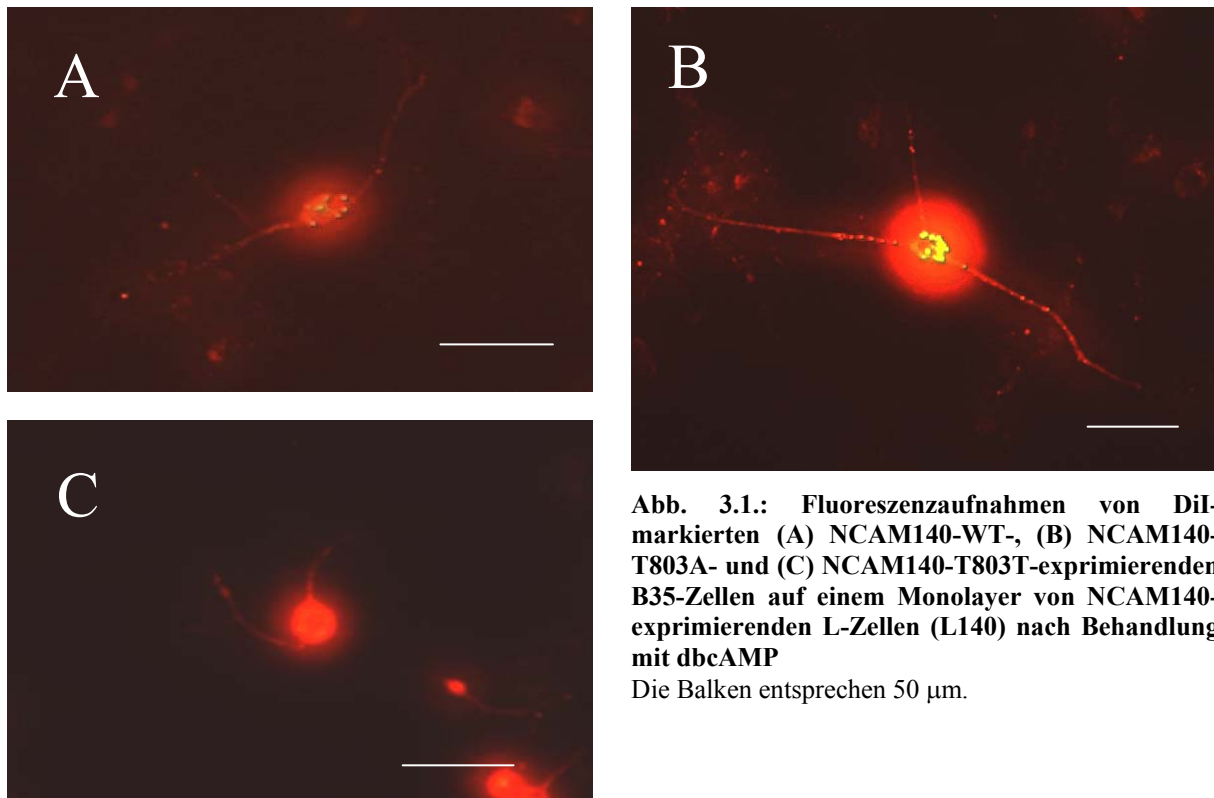 A
B
C
Abb. 3.1.: Fluoreszenzaufnahmen von DiI-
markierten (A) NCAM140-WT-, (B) NCAM140-
T803A- und (C) NCAM140-T803T-exprimierenden
B35-Zellen auf einem Monolayer von NCAM140-
exprimierenden L-Zellen (L140) nach Behandlung
mit dbcAMP
Die Balken entsprechen 50 μm.